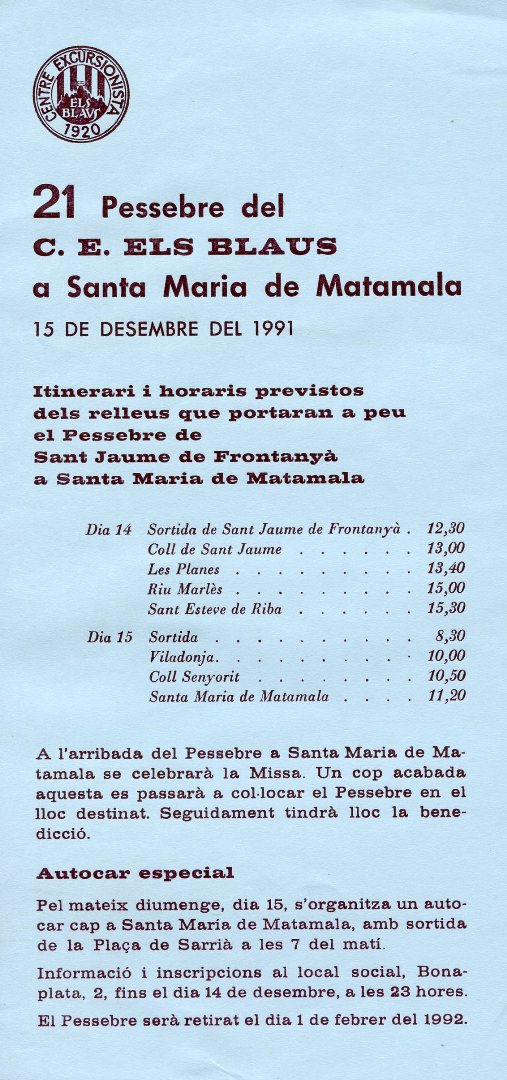 CENTRE EXCURSIONISTA
ELS
BLAUS
1920
21 Pessebre del
C. E. ELS BLAUS
a Santa Maria de Matamala
15 DE DESEMBRE DEL 1991
Itinerari i horaris previstos
dels relleus que portaran a peu
el Pessebre de
Sant Jaume de Frontanyà
a Santa Maria de Matamala
Dia 14 Sortida de Sant Jaume de Frontanyà . 12,30
Coll de Sant Jaume . . . . . . 13,00
Les Planes . . . . . . . . . 13,40
Riu Marlès . . . . . . . . . 15,00
Sant Esteve de Riba . . . . . . 15,30
Dia 15 Sortida . . . . . . . . . . 8,30
Viladonja. . . . . . . . . . 10,00
Coll Senyorit . . . . . . . . 10,50
Santa Maria de Matamala . . . . 11,20
A l'arribada del Pessebre a Santa Maria de Ma-
tamala se celebrarà la Missa. Un cop acabada
aquesta es passarà a col·locar el Pessebre en el
lloc destinat. Seguidament tindrà lloc la bene-
dicció.
Autocar especial
Pel mateix diumenge, dia 15, s'organitza un auto-
car cap a Santa Maria de Matamala, amb sortida
de la Plaça de Sarrià a les 7 del matí.
Informació i inscripcions al local social, Bona-
plata, 2, fins el dia 14 de desembre, a les 23 hores.
El Pessebre serà retirat el dia 1 de febrer del 1992.